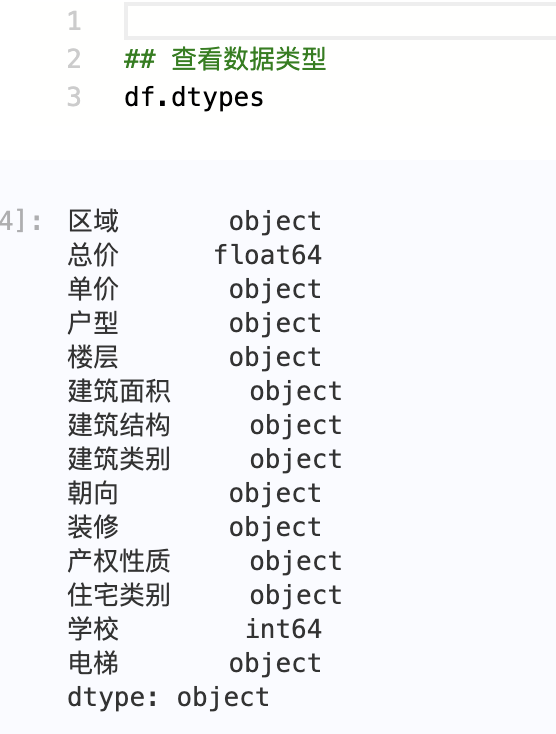 1
2 ## 查看数据类型
3 df.dtypes
4]: 区域 object
总价 float64
单价 object
户型 object
楼层 object
建筑面积 object
建筑结构 object
建筑类别 object
朝向 object
装修 object
产权性质 object
住宅类别 object
学校 int64
电梯 object
dtype: object